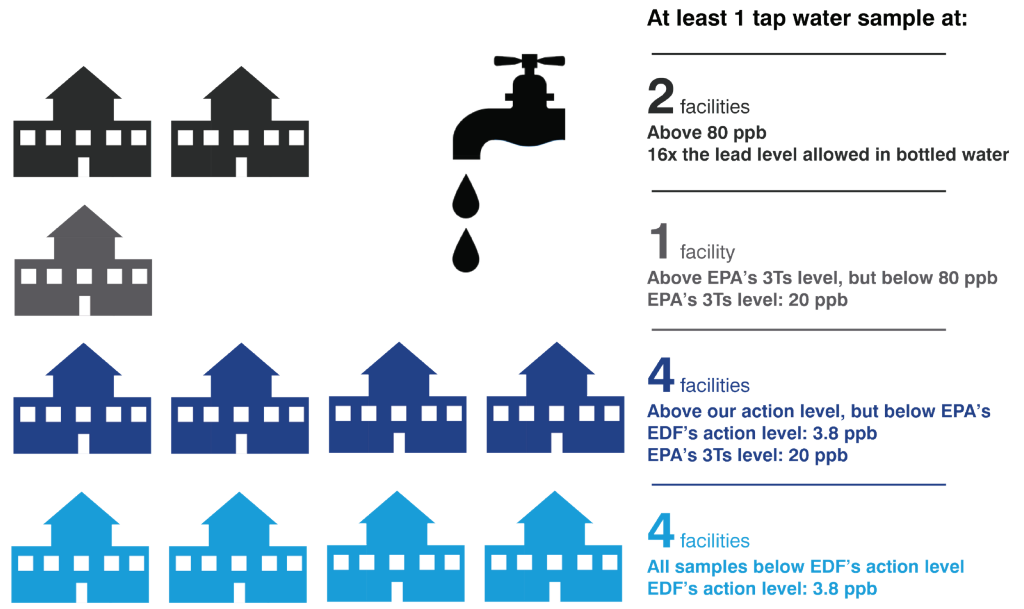 At least 1 tap water sample at:
2 facilities
Above 80 ppb
16x the lead level allowed in bottled water
1 facility
Above EPA's 3Ts level, but below 80 ppb
EPA's 3Ts level: 20 ppb
4 facilities
Above our action level, but below EPA's
EDF's action level: 3.8 ppb
EPA's 3Ts level: 20 ppb
4 facilities
All samples below EDF's action level
EDF's action level: 3.8 ppb